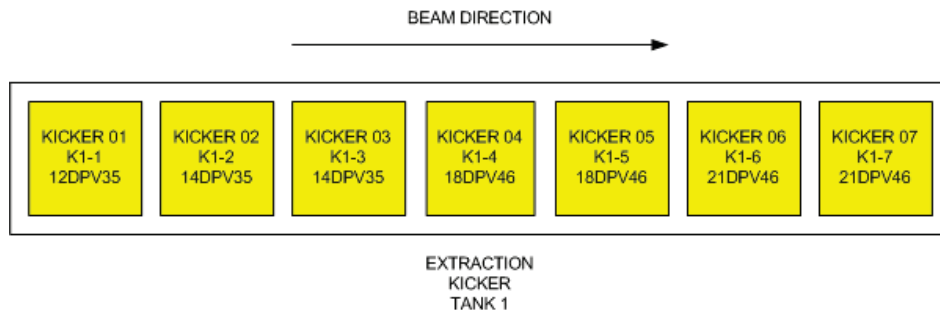 BEAM DIRECTION
KICKER 01
K1-1
12DPV35
KICKER 02
K1-2
14DPV35
KICKER 03
K1-3
14DPV35
KICKER 04
K1-4
18DPV46
KICKER 05
K1-5
18DPV46
KICKER 06
K1-6
21DPV46
KICKER 07
K1-7
21DPV46
EXTRACTION
KICKER
TANK 1